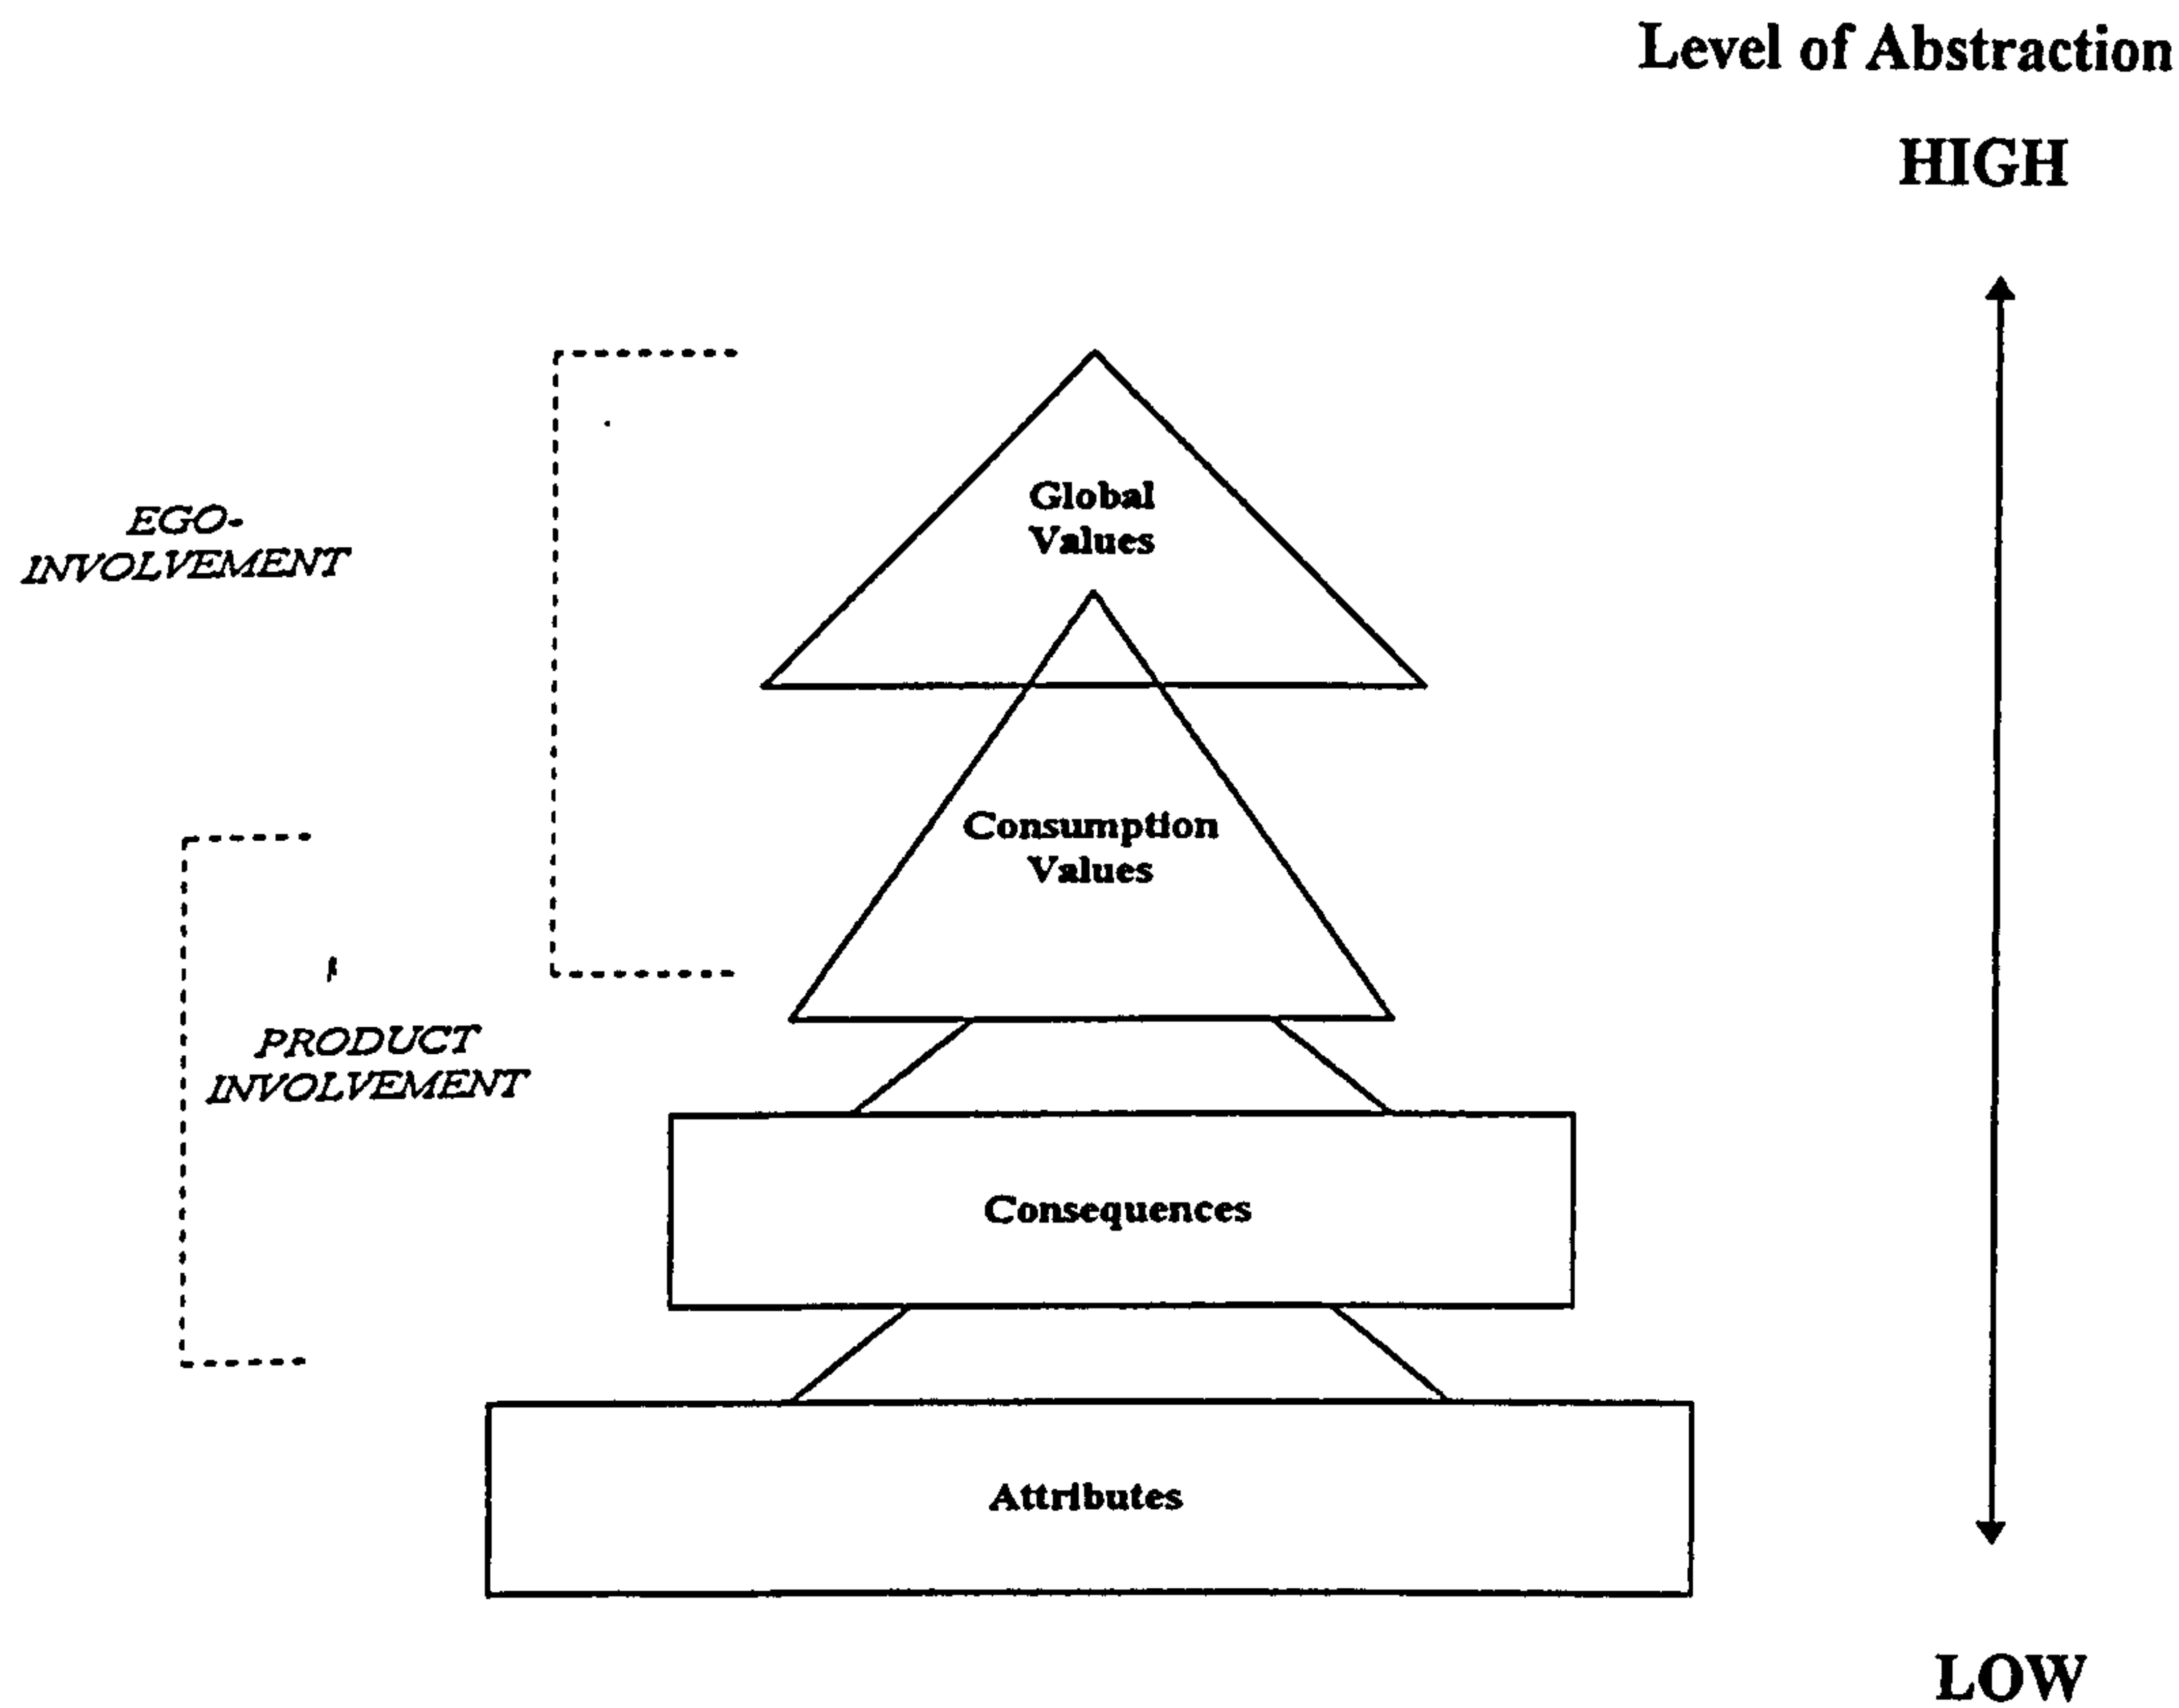 Level of Abstraction
HIGH
Global
Values
EGO-
INVOLVEMENT
Consumption
Values
PRODUCT
INVOLVEMENT
Consequences
Attributes
LOW